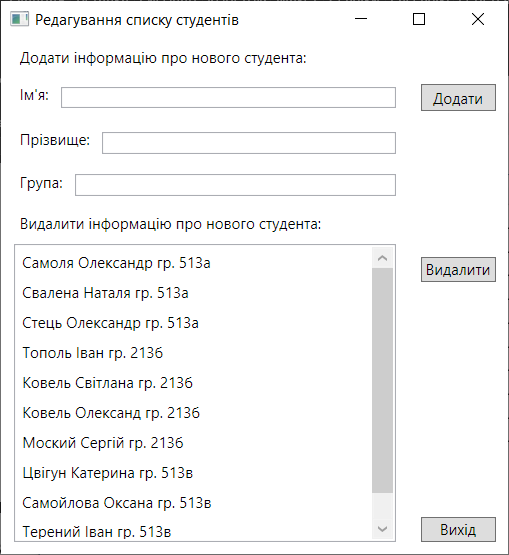 Редагування списку студентів
Додати інформацію про нового студента:
Ім'я:
Додати
Прізвище:
Група:
Видалити інформацію про нового студента:
Самоля Олександр гр. 513а
Свалена Наталя гр. 513а
Видалити
Стець Олександр гр. 513а
Тополь Іван гр. 213б
Ковель Світлана гр. 213б
Ковель Олександ гр. 213б
Моский Сергій гр. 213б
Цвігун Катерина гр. 513в
Самойлова Оксана гр. 513в
Терений Іван гр. 513в
Вихід